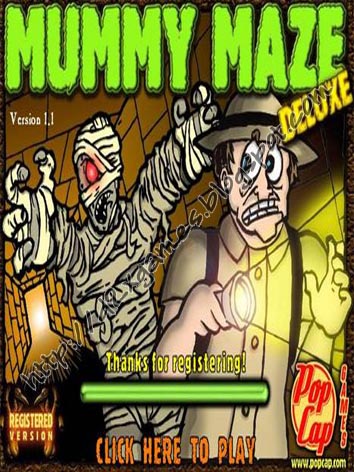 MUMMY MAZE
DELUXE
Version 1.1
Thanks for registering!
REGISTERED
VERSION
CLICK HERE TO PLAY
PopCap
GAMES
www.popcap.com